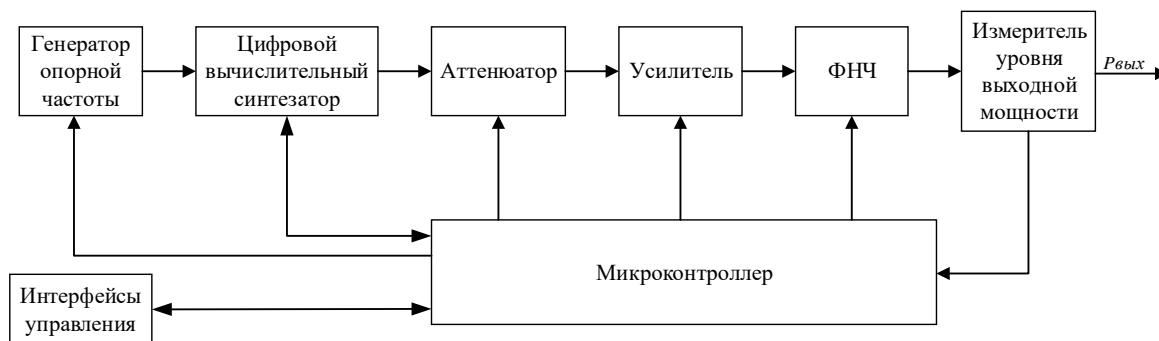 Генератор
опорной
частоты
Цифровой
вычислительный
синтезатор
Аттенюатор
Усилитель
ФНЧ
Измеритель
уровня
выходной
мощности
Pвых
Микроконтроллер
Интерфейсы
управления